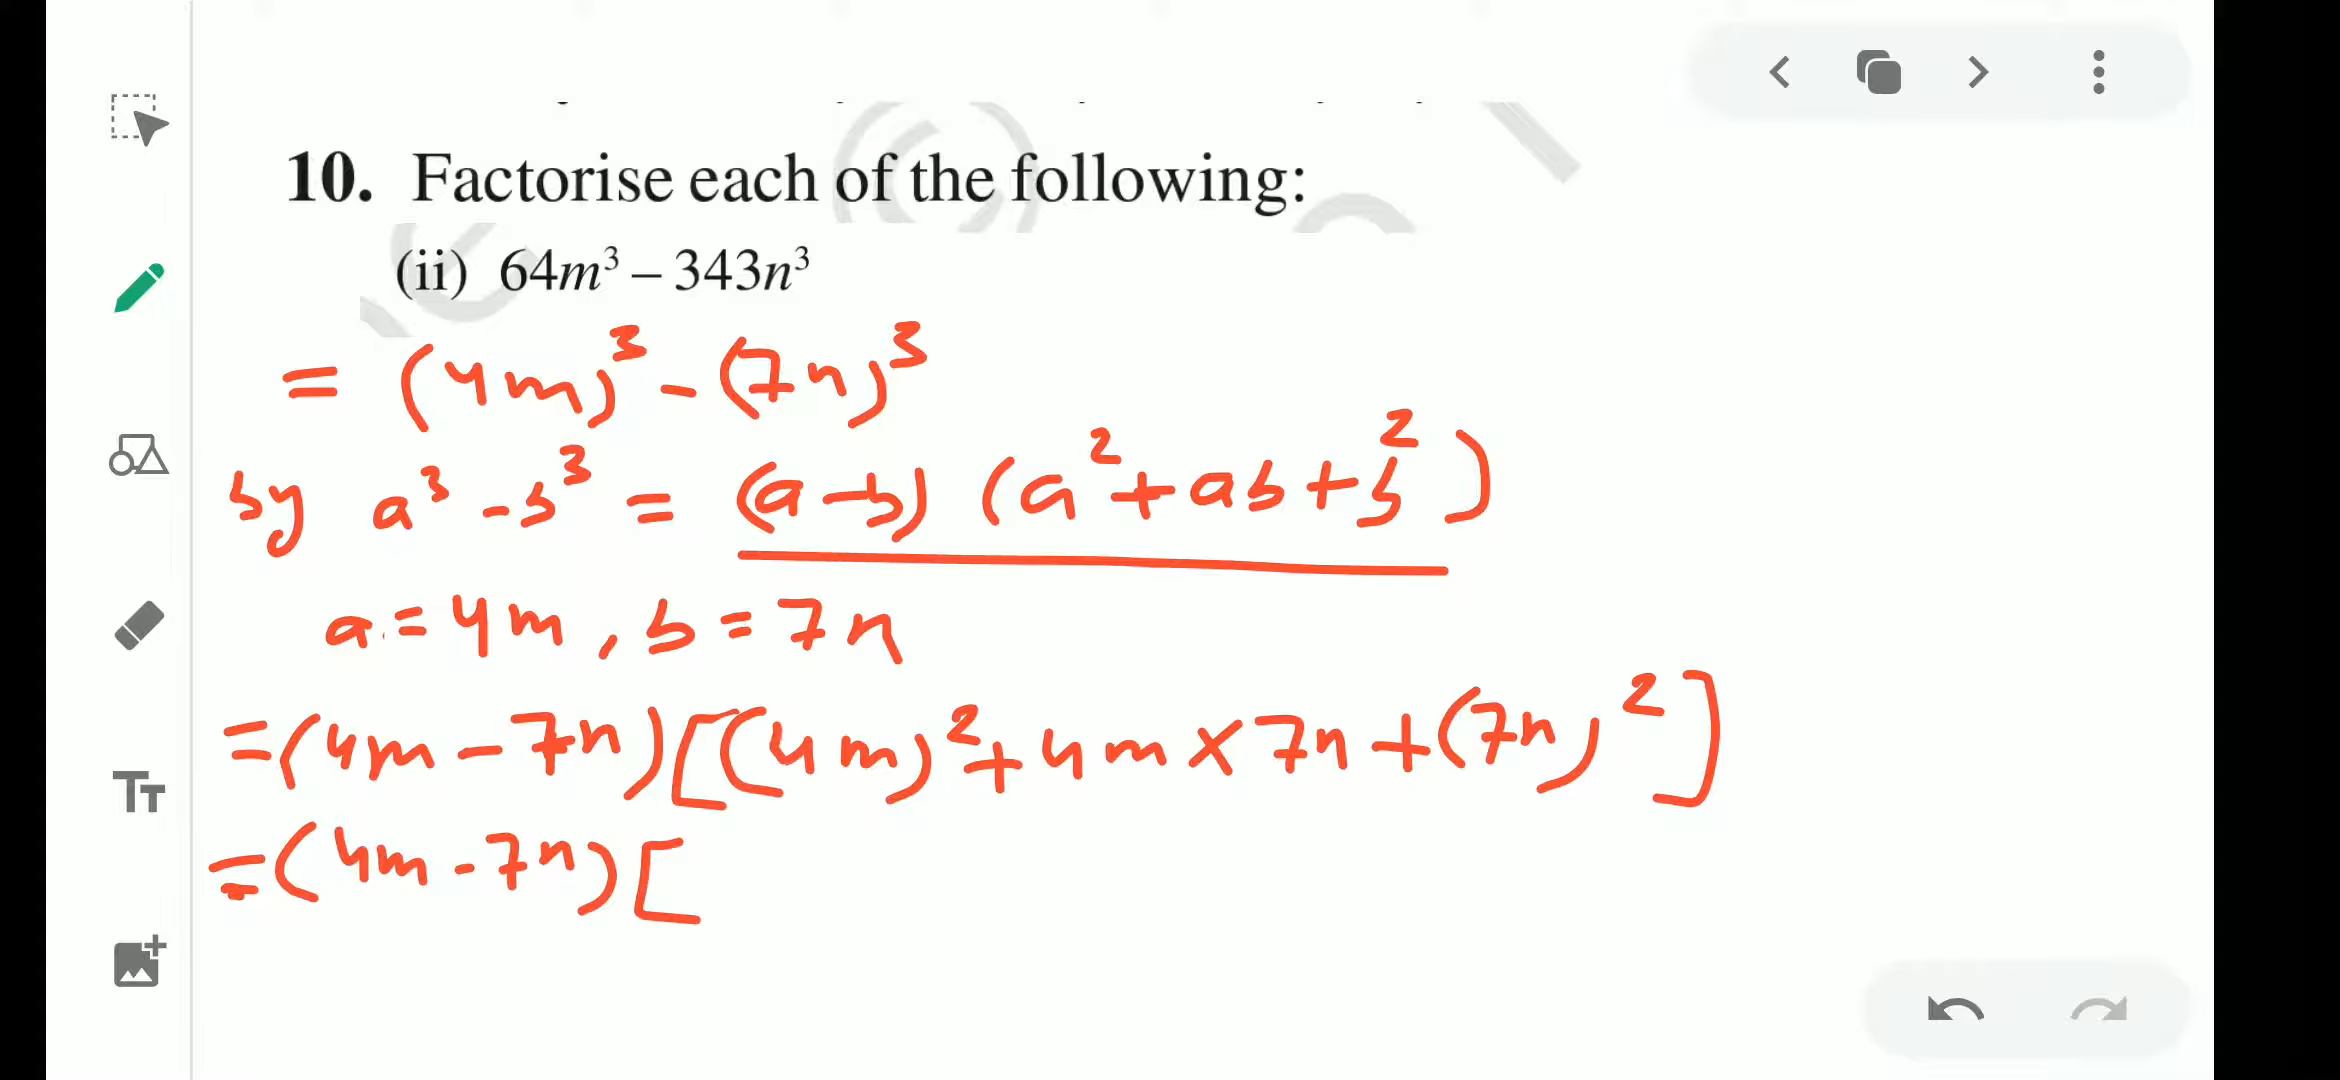 10. Factorise each of the following:
(ii) 64m³ – 343n³
= (4m)³ - (7n)³
by a³ - b³ = (a-b) (a²+ab+b²)
a = 4m, b = 7n
=(4m - 7n)[(4m)²+4m×7n+(7n)²]
=(4m-7n)[
Tт